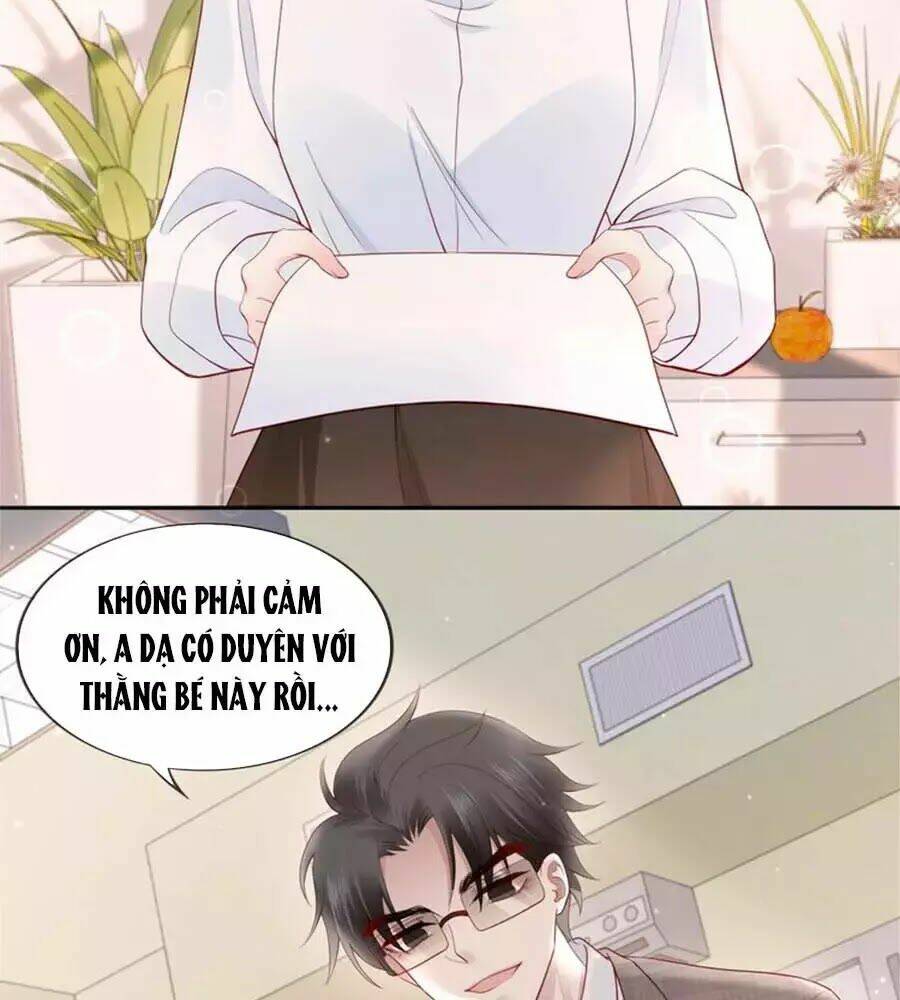 KHÔNG PHẢI CẢM
ƠN, A DẠ CÓ DUYÊN VỚI
THẰNG BÉ NÀY RỒI...